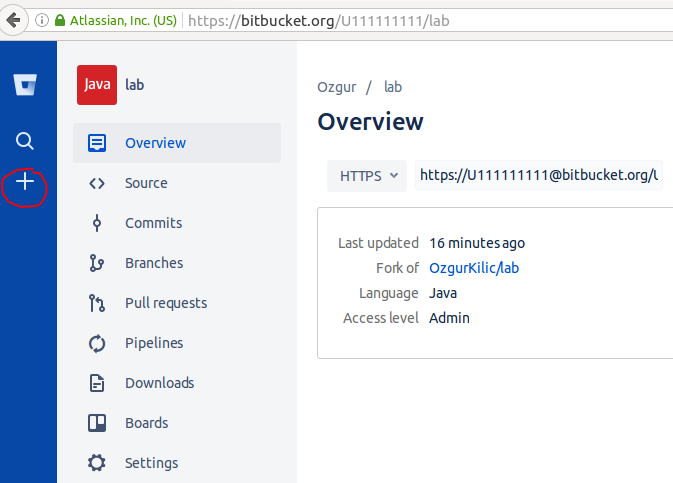 Atlassian, Inc. (US) https://bitbucket.org/U111111111/lab
Java lab
Overview
Source
Commits
Branches
Pull requests
Pipelines
Downloads
Boards
Settings
Ozgur / lab
Overview
HTTPS https://U111111111@bitbucket.org/
Last updated 16 minutes ago
Fork of OzgurKilic/lab
Language Java
Access level Admin